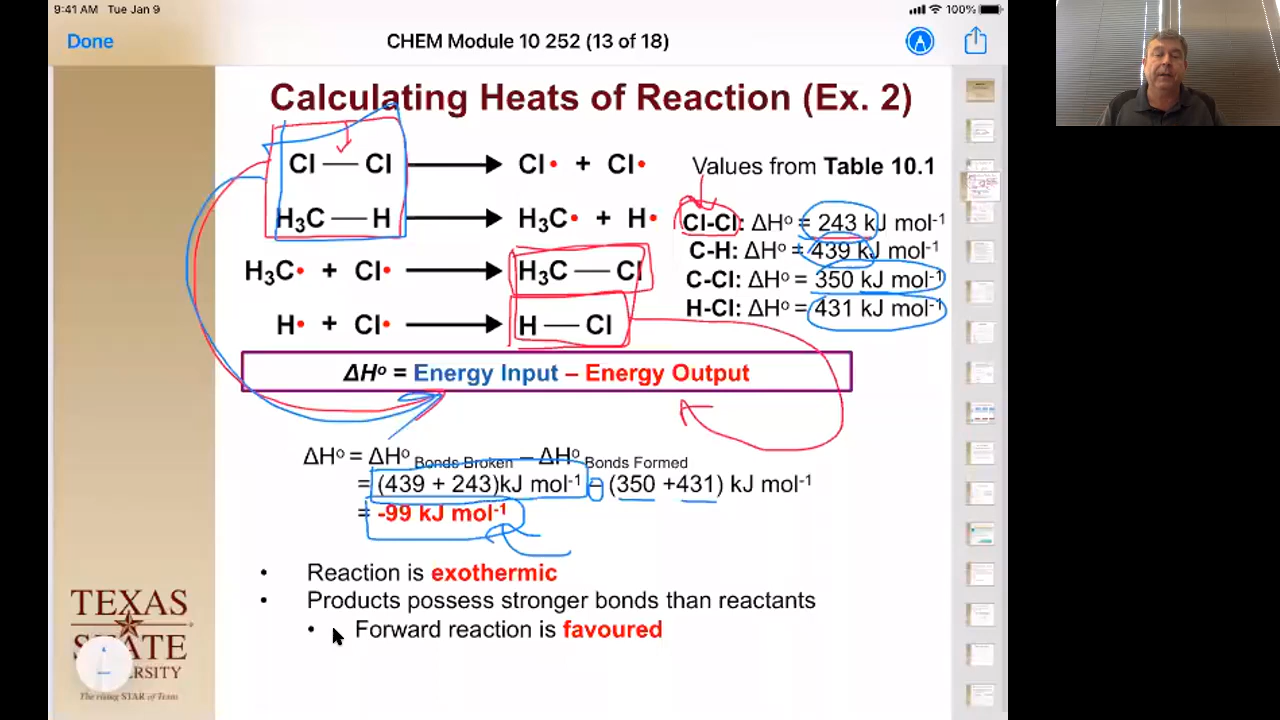 9:41 AM Tue Jan 9
100%
Done
CHEM Module 10 252 (13 of 18)
Calculating Heats of Reaction (Ex. 2)
Cl — Cl → Cl• + Cl•
Values from Table 10.1
H₃C — H → H₃C• + H•
Cl-Cl: ΔHº = 243 kJ mol⁻¹
C-H: ΔHº = 439 kJ mol⁻¹
H₃C• + Cl• → H₃C — Cl
C-Cl: ΔHº = 350 kJ mol⁻¹
H-Cl: ΔHº = 431 kJ mol⁻¹
H• + Cl• → H — Cl
ΔHº = Energy Input – Energy Output
ΔHº = ΔHº Bonds Broken – ΔHº Bonds Formed
= (439 + 243)kJ mol⁻¹ – (350 +431) kJ mol⁻¹
= -99 kJ mol⁻¹
• Reaction is exothermic
• Products possess stronger bonds than reactants
• Forward reaction is favoured
TEXAS
STATE
UNIVERSITY
The rising STAR of Texas